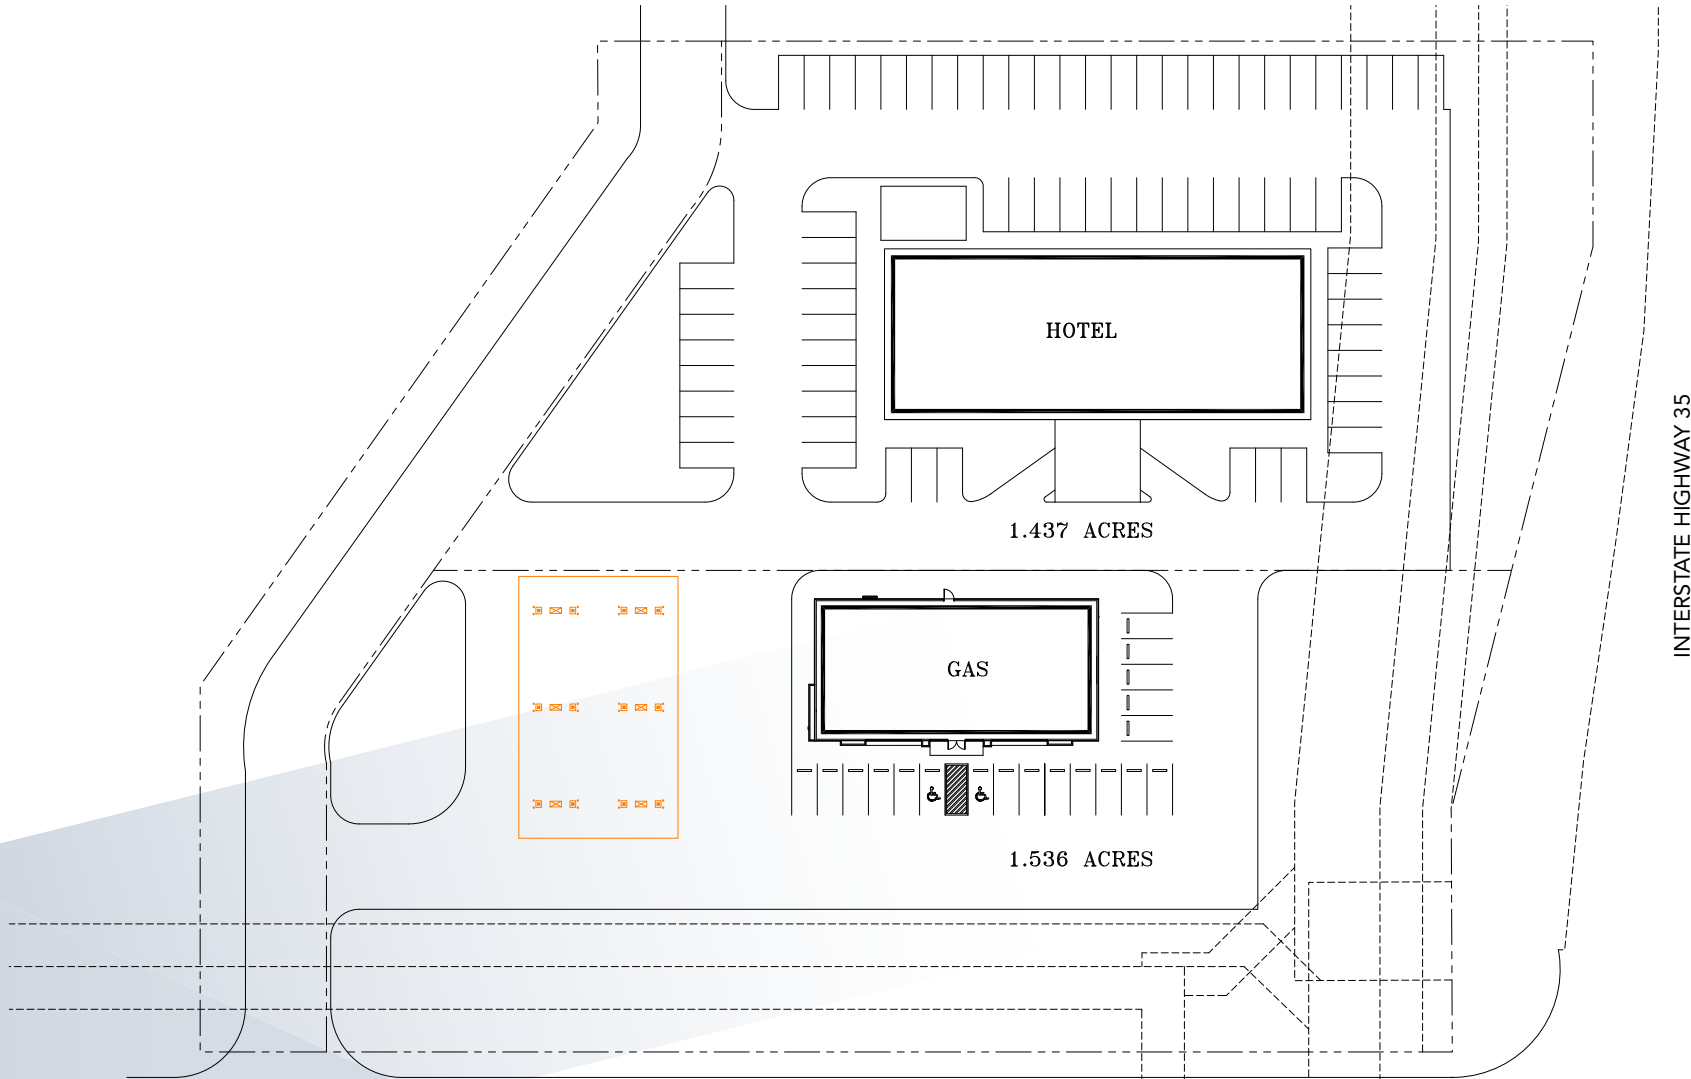 HOTEL
1.437 ACRES
INTERSTATE HIGHWAY 35
GAS
1.536 ACRES